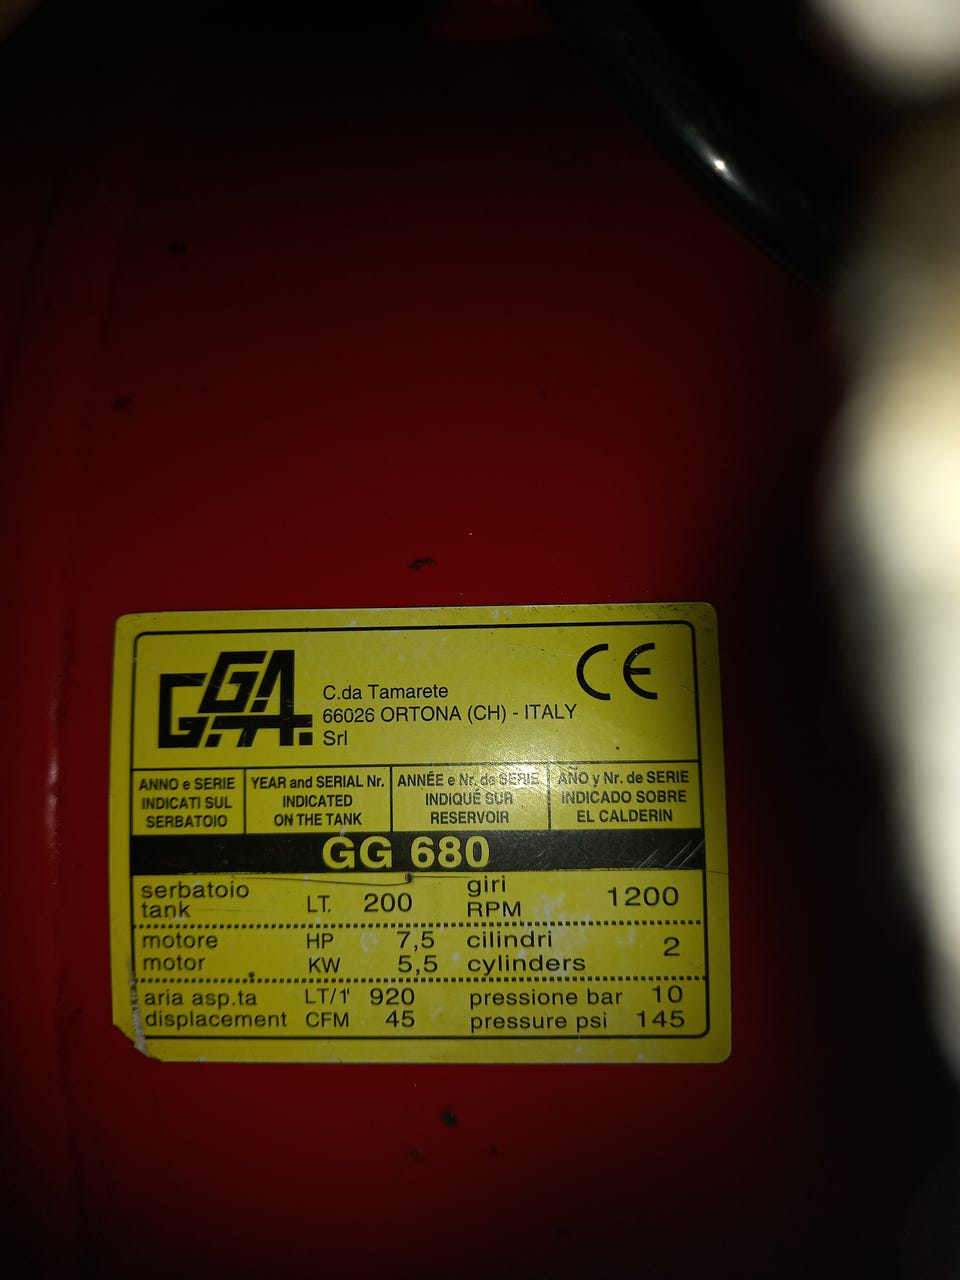 GGA
C.da Tamarete
66026 ORTONA (CH) - ITALY
Srl
CE
ANNO e SERIE
INDICATI SUL
SERBATOIO
YEAR and SERIAL Nr.
INDICATED
ON THE TANK
ANNÉE e Nr. de SERIE
INDIQUÉ SUR
RESERVOIR
AÑO y Nr. de SERIE
INDICADO SOBRE
EL CALDERIN
GG 680
serbatoio
tank LT. 200
giri
RPM 1200
motore HP 7,5
motor KW 5,5
cilindri
cylinders 2
aria asp.ta LT/1' 920
displacement CFM 45
pressione bar 10
pressure psi 145